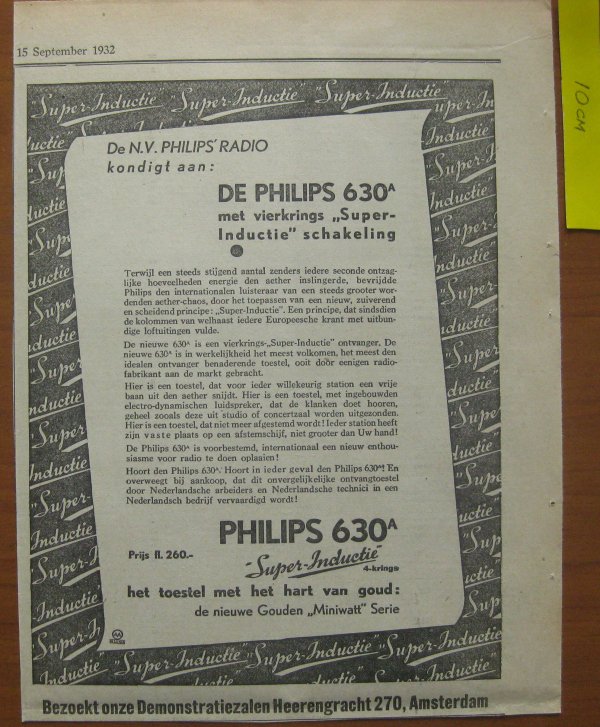 15 September 1932
10CM
De N.V. PHILIPS' RADIO
kondigt aan:
DE PHILIPS 630A
met vierkrings „Super-
Inductie" schakeling
Terwijl een steeds stijgend aantal zenders iedere seconde ontzag-
lijke hoeveelheden energie den aether inslingerde, bevrijdde
Philips den internationalen luisteraar van een steeds grooter wor-
denden aether-chaos, door het toepassen van een nieuw, zuiverend
en scheidend principe: „Super-Inductie". Een principe, dat sindsdien
de kolommen van welhaast iedere Europeesche krant met uitbun-
dige loftuitingen vulde.
De nieuwe 630A is een vierkrings-„Super-Inductie" ontvanger. De
nieuwe 630A is in werkelijkheid het meest volkomen, het meest den
idealen ontvanger benaderende toestel, ooit door eenigen radio-
fabrikant aan de markt gebracht.
Hier is een toestel, dat voor ieder willekeurig station een vrije
baan uit den aether snijdt. Hier is een toestel, met ingebouwden
electro-dynamischen luidspreker, dat de klanken doet hooren,
geheel zooals deze uit studio of concertzaal worden uitgezonden.
Hier is een toestel, dat niet meer afgestemd wordt! Ieder station heeft
zijn vaste plaats op een afstemschijf, niet grooter dan Uw hand!
De Philips 630A is voorbestemd, internationaal een nieuw enthou-
siasme voor radio te doen oplaaien!
Hoort den Philips 630A. Hoort in ieder geval den Philips 630A! En
overweegt bij aankoop, dat dit onvergelijkelijke ontvangtoestel
door Nederlandsche arbeiders en Nederlandsche technici in een
Nederlandsch bedrijf vervaardigd wordt!
PHILIPS 630A
Prijs fl. 260.-
"Super-Inductie"
4-krings
het toestel met het hart van goud:
de nieuwe Gouden „Miniwatt" Serie
Bezoekt onze Demonstratiezalen Heerengracht 270, Amsterdam